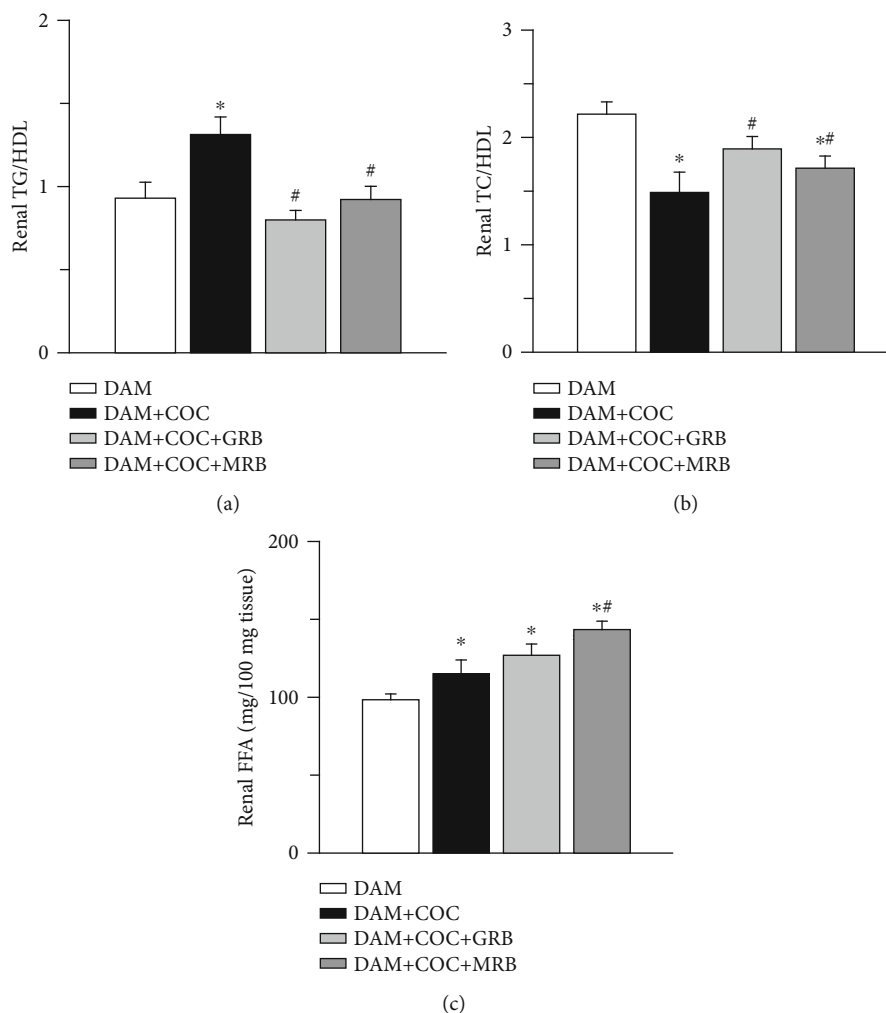 2
*
#
#
1
0
Renal TG/HDL
DAM
DAM+COC
DAM+COC+GRB
DAM+COC+MRB
(a)
3
#
*#
2
*
1
0
Renal TC/HDL
DAM
DAM+COC
DAM+COC+GRB
DAM+COC+MRB
(b)
200
*#
*
*
100
0
Renal FFA (mg/100 mg tissue)
DAM
DAM+COC
DAM+COC+GRB
DAM+COC+MRB
(c)